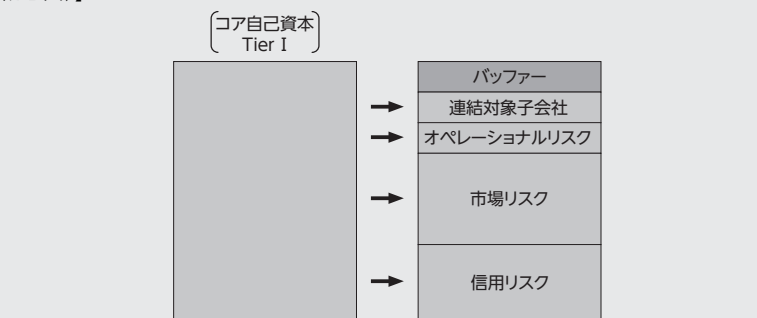 コア自己資本
Tier I
バッファー
連結対象子会社
オペレーショナルリスク
市場リスク
信用リスク